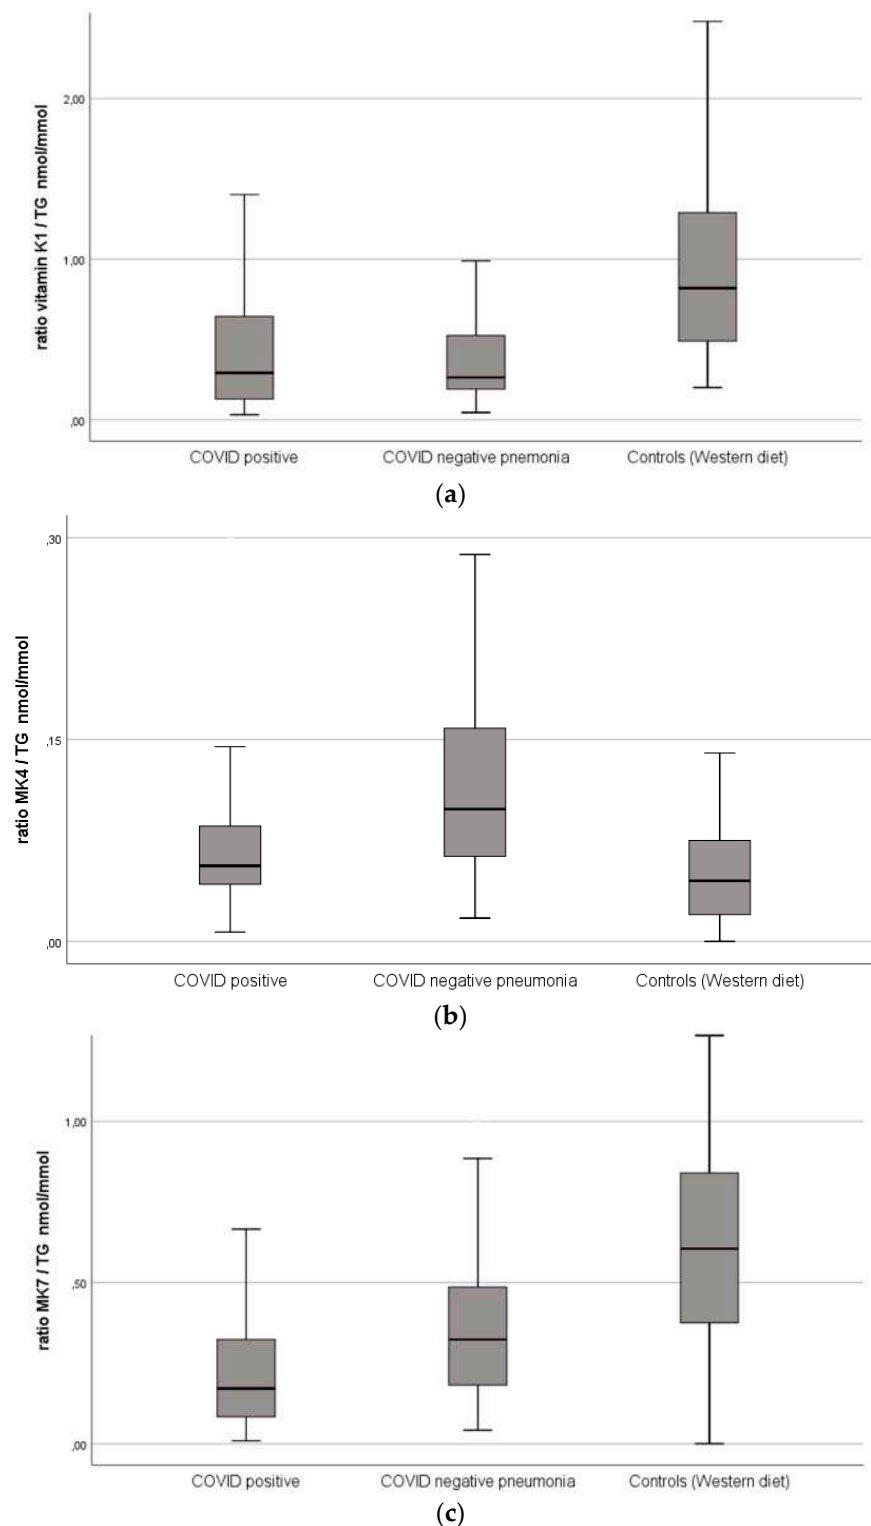 ratio vitamin K1 / TG nmol/mmol
2,00
1,00
,00
COVID positive
COVID negative pnemonia
Controls (Western diet)
(a)
ratio MK4 / TG nmol/mmol
,30
,15
,00
COVID positive
COVID negative pneumonia
Controls (Western diet)
(b)
ratio MK7 / TG nmol/mmol
1,00
,50
,00
COVID positive
COVID negative pneumonia
Controls (Western diet)
(c)